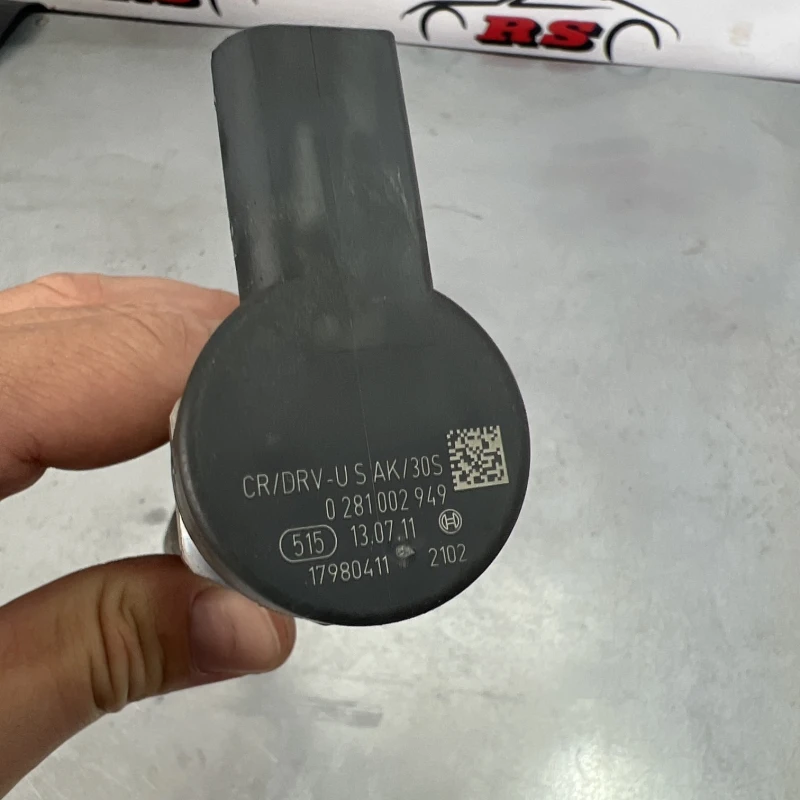 RS
CR/DRV-U S AK/30S
0 281 002 949
515 13.07.11
17980411 2102